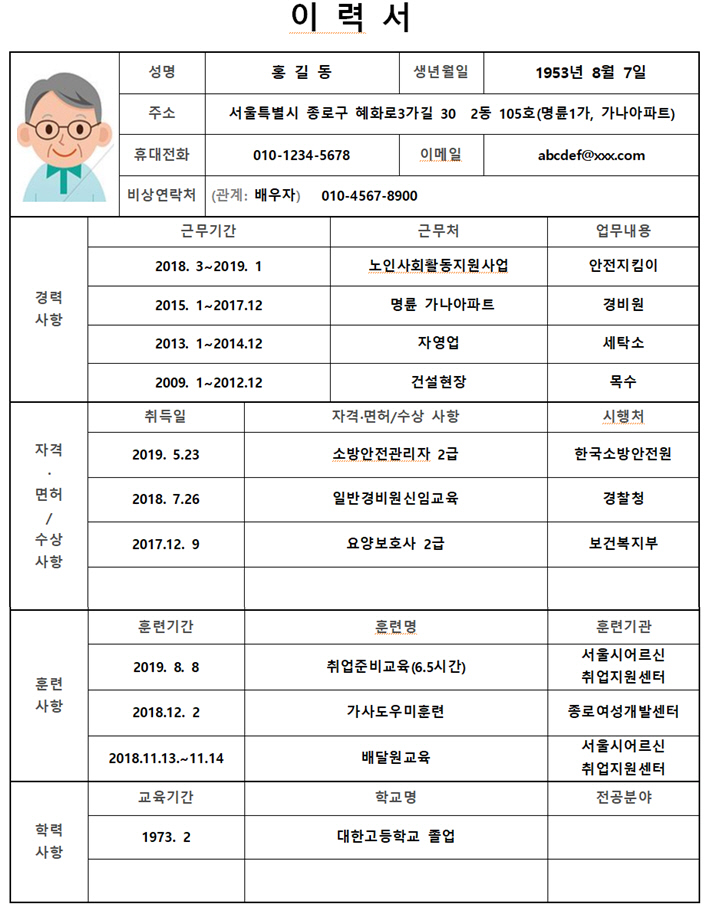 이 력 서
성명 홍 길 동 생년월일 1953년 8월 7일
주소 서울특별시 종로구 혜화로3가길 30 2동 105호(명륜1가, 가나아파트)
휴대전화 010-1234-5678 이메일 abcdef@xxx.com
비상연락처 (관계: 배우자) 010-4567-8900
경력
사항
근무기간 근무처 업무내용
2018. 3~2019. 1 노인사회활동지원사업 안전지킴이
2015. 1~2017.12 명륜 가나아파트 경비원
2013. 1~2014.12 자영업 세탁소
2009. 1~2012.12 건설현장 목수
자격
·
면허
/
수상
사항
취득일 자격·면허/수상 사항 시행처
2019. 5.23 소방안전관리자 2급 한국소방안전원
2018. 7.26 일반경비원신임교육 경찰청
2017.12. 9 요양보호사 2급 보건복지부
훈련
사항
훈련기간 훈련명 훈련기관
2019. 8. 8 취업준비교육(6.5시간) 서울시어르신
취업지원센터
2018.12. 2 가사도우미훈련 종로여성개발센터
2018.11.13.~11.14 배달원교육 서울시어르신
취업지원센터
학력
사항
교육기간 학교명 전공분야
1973. 2 대한고등학교 졸업